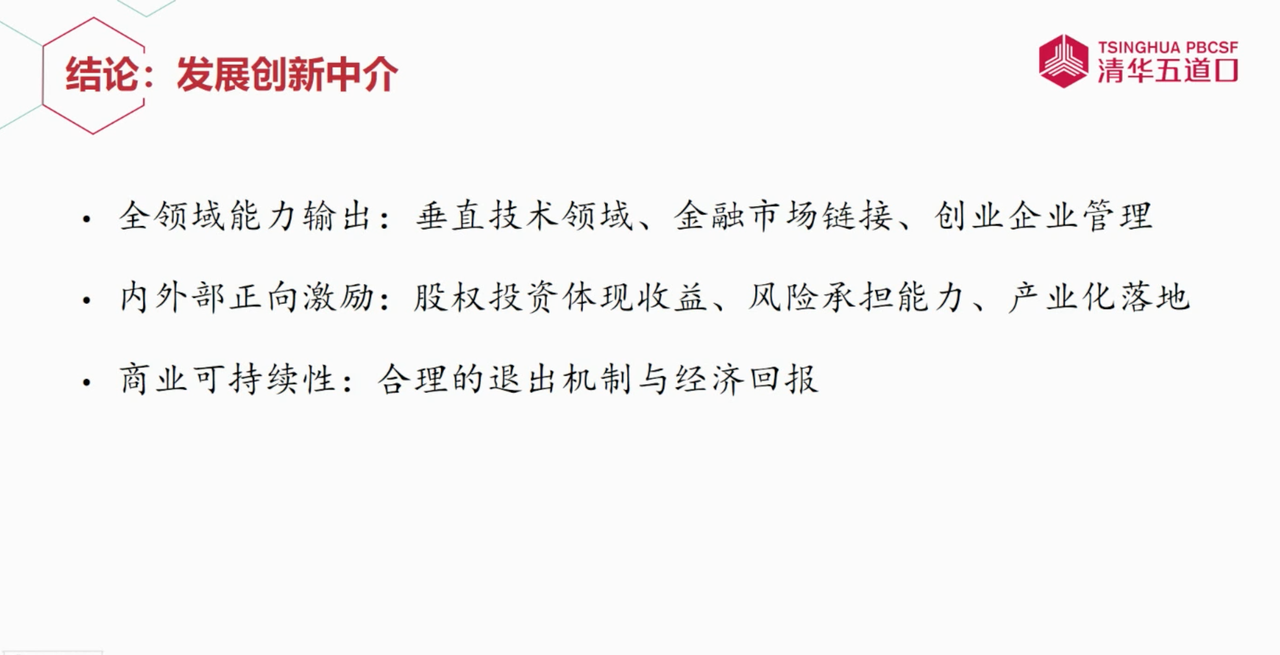 结论：发展创新中介
TSINGHUA PBCSF
清华五道口
• 全领域能力输出：垂直技术领域、金融市场链接、创业企业管理
• 内外部正向激励：股权投资体现收益、风险承担能力、产业化落地
• 商业可持续性：合理的退出机制与经济回报